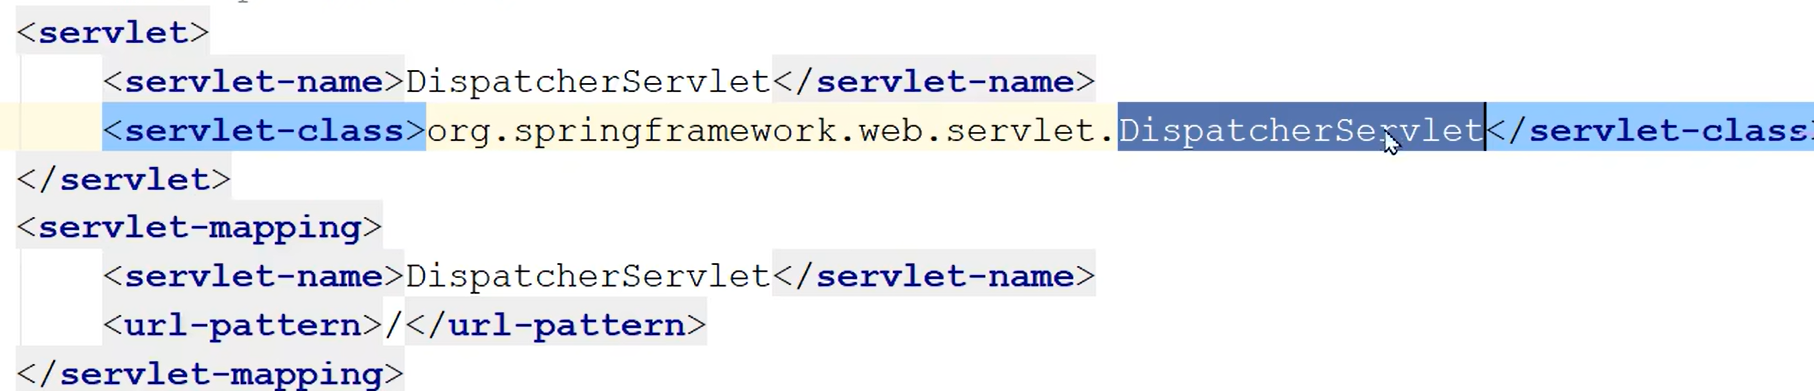 <servlet>
<servlet-name>DispatcherServlet</servlet-name>
<servlet-class>org.springframework.web.servlet.DispatcherServlet</servlet-class>
</servlet>
<servlet-mapping>
<servlet-name>DispatcherServlet</servlet-name>
<url-pattern>/</url-pattern>
</servlet-mapping>